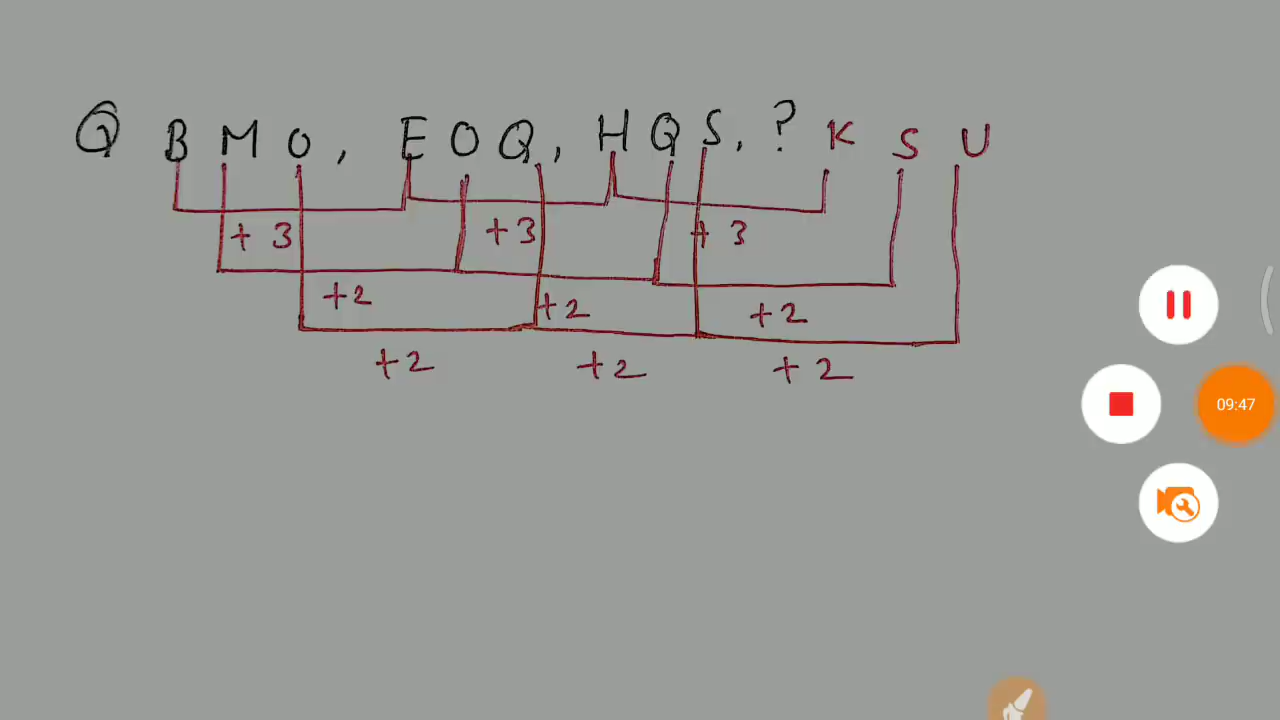 Q BMO, EOQ, HQS, ? KSU
+3 +3 +3
+2 +2 +2
+2 +2 +2
09:47